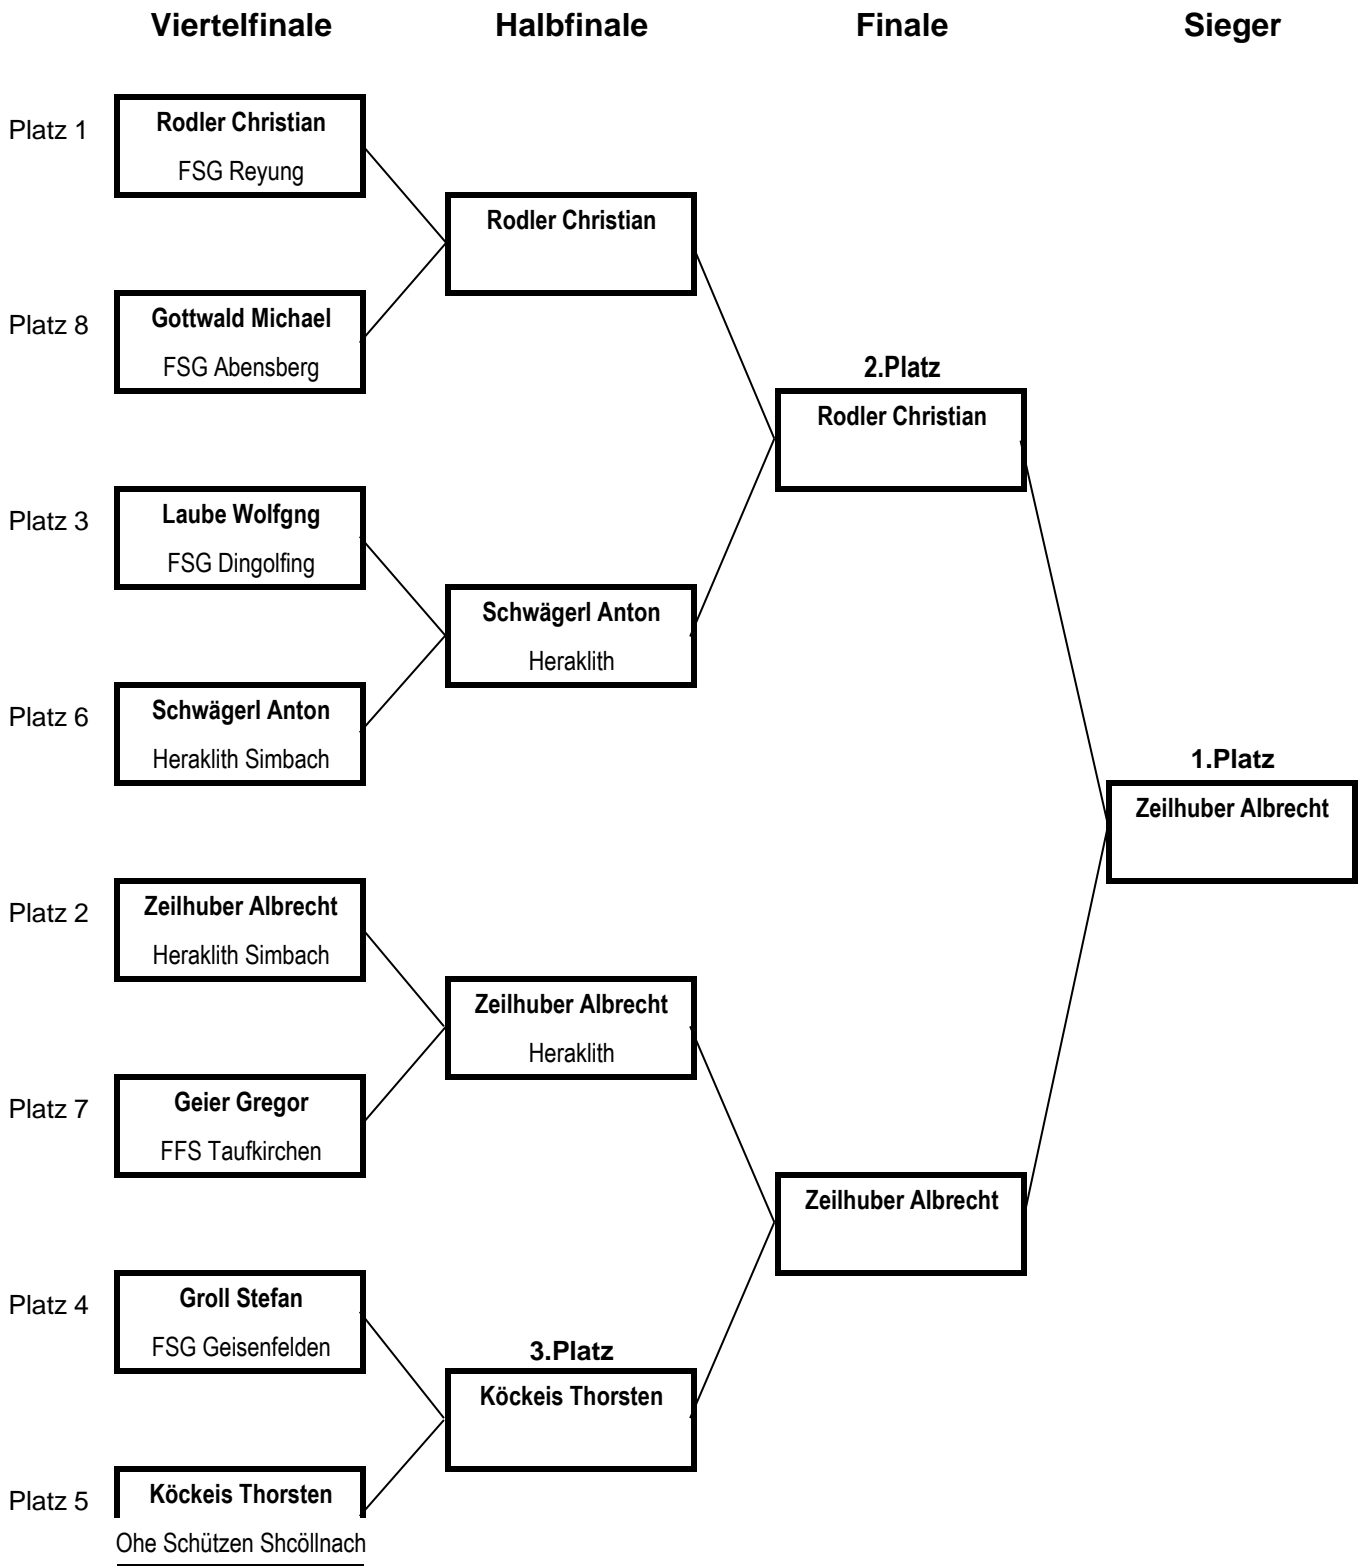 Viertelfinale Halbfinale Finale Sieger
Platz 1
Rodler Christian
FSG Reyung
Rodler Christian
Platz 8
Gottwald Michael
FSG Abensberg
2.Platz
Rodler Christian
Platz 3
Laube Wolfgng
FSG Dingolfing
Schwägerl Anton
Heraklith
Platz 6
Schwägerl Anton
Heraklith Simbach
1.Platz
Zeilhuber Albrecht
Platz 2
Zeilhuber Albrecht
Heraklith Simbach
Zeilhuber Albrecht
Heraklith
Platz 7
Geier Gregor
FFS Taufkirchen
Zeilhuber Albrecht
Platz 4
Groll Stefan
FSG Geisenfelden
3.Platz
Köckeis Thorsten
Platz 5
Köckeis Thorsten
Ohe Schützen Shcöllnach